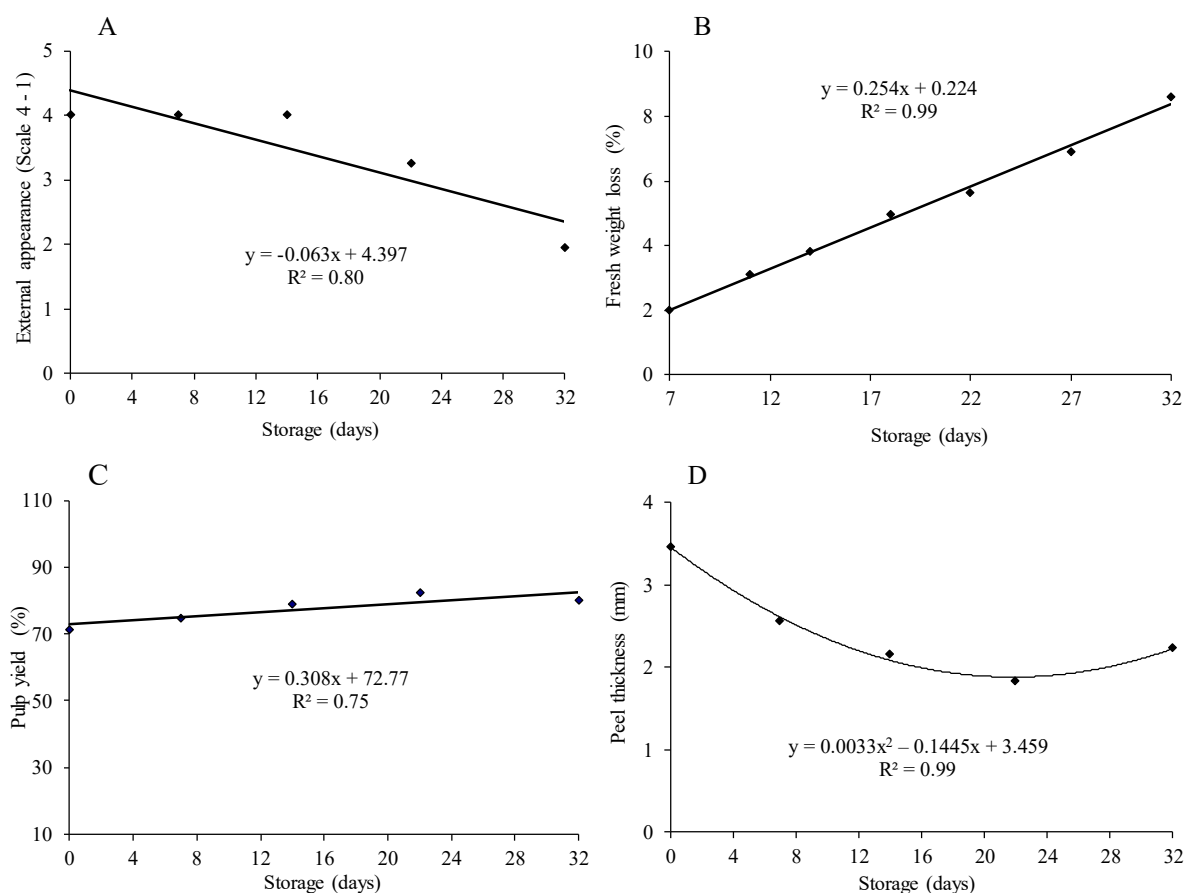 A
External appearance (Scale 4 - 1)
5
4
3
2
1
0
y = -0.063x + 4.397
R² = 0.80
0 4 8 12 16 20 24 28 32
Storage (days)
B
Fresh weight loss (%)
10
8
6
4
2
0
y = 0.254x + 0.224
R² = 0.99
7 12 17 22 27 32
Storage (days)
C
Pulp yield (%)
110
90
70
50
30
10
y = 0.308x + 72.77
R² = 0.75
0 4 8 12 16 20 24 28 32
Storage (days)
D
Peel thickness (mm)
4
3
2
1
0
y = 0.0033x² – 0.1445x + 3.459
R² = 0.99
0 4 8 12 16 20 24 28 32
Storage (days)